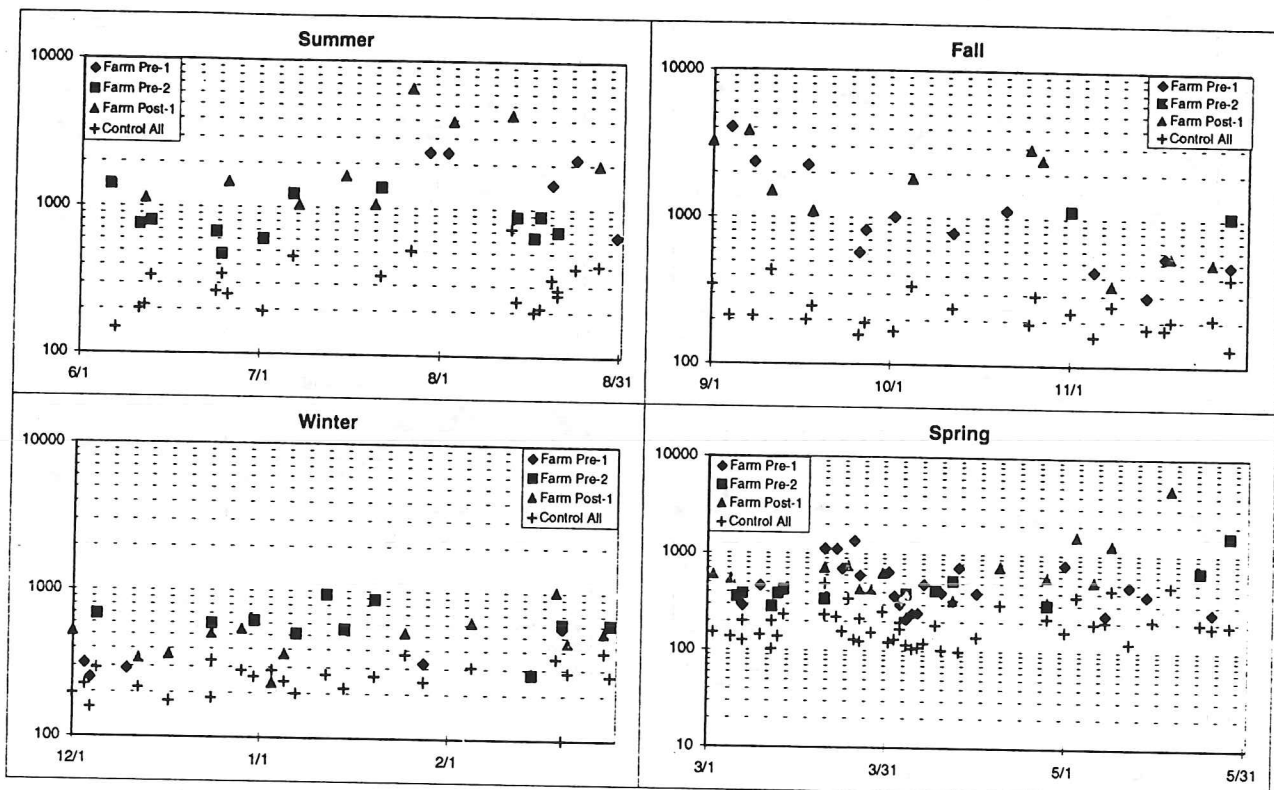 Summer
10000
1000
100
6/1
7/1
8/1
8/31
Farm Pre-1
Farm Pre-2
Farm Post-1
Control All
Fall
10000
1000
100
9/1
10/1
11/1
Farm Pre-1
Farm Pre-2
Farm Post-1
Control All
Winter
10000
1000
100
12/1
1/1
2/1
Farm Pre-1
Farm Pre-2
Farm Post-1
Control All
Spring
10000
1000
100
10
3/1
3/31
5/1
5/31
Farm Pre-1
Farm Pre-2
Farm Post-1
Control All